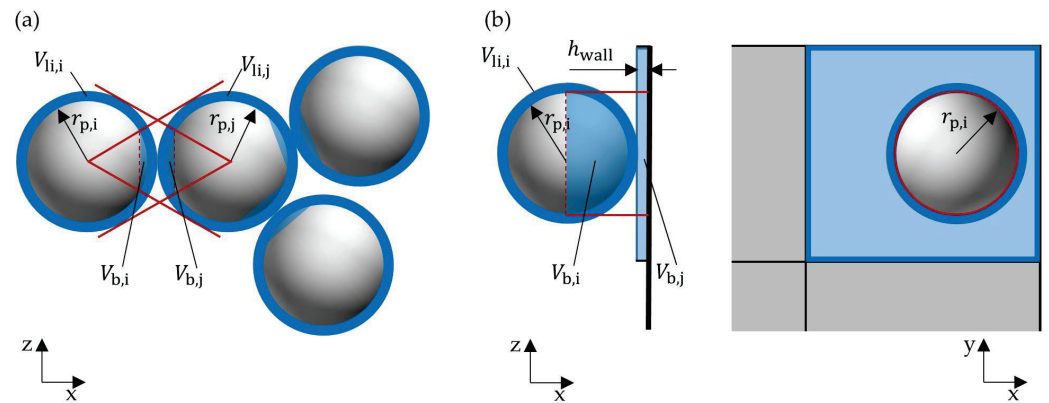 (a)
V_li,i
V_li,j
r_p,i
r_p,j
V_b,i
V_b,j
z
x
(b)
V_li,i
h_wall
r_p,i
V_b,i
V_b,j
z
x
r_p,i
y
x